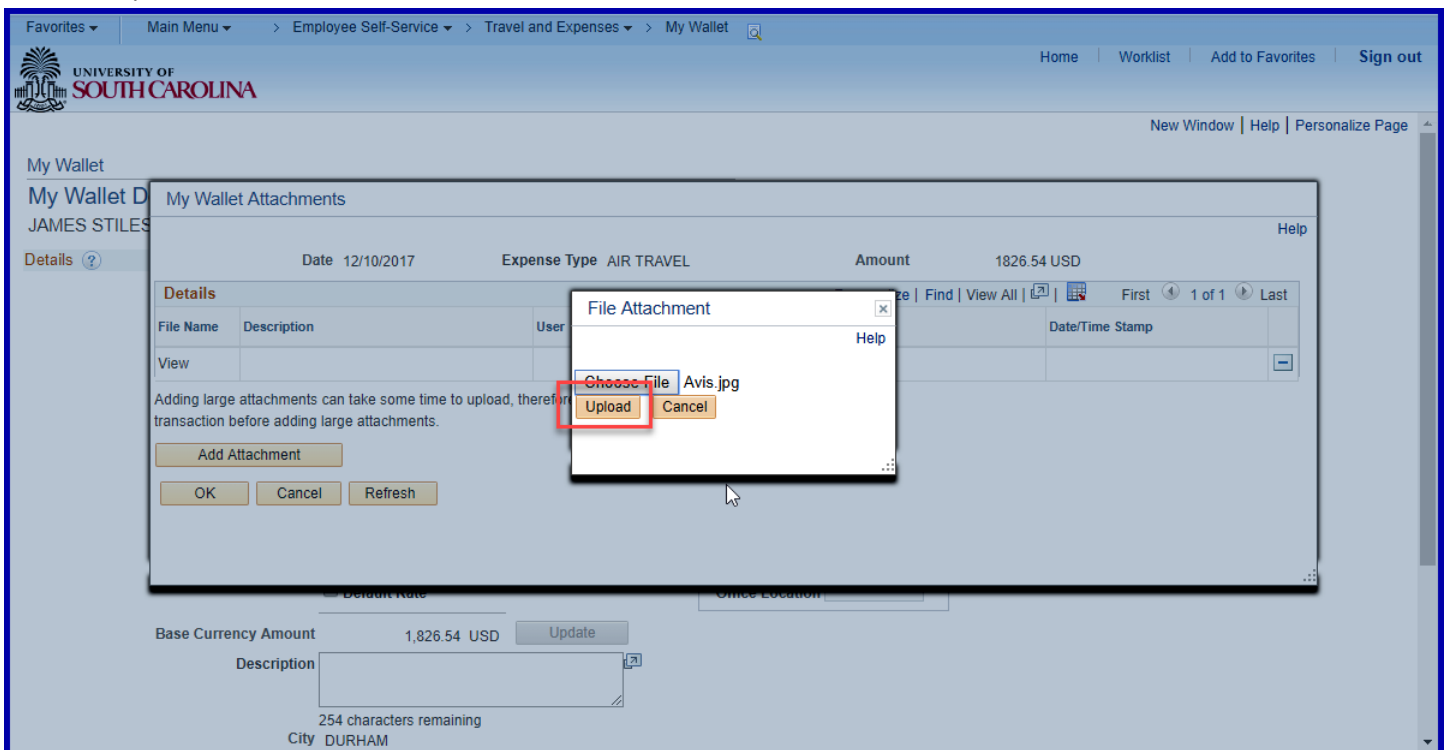 Favorites Main Menu > Employee Self-Service > Travel and Expenses > My Wallet
Home Worklist Add to Favorites Sign out
UNIVERSITY OF
SOUTH CAROLINA
New Window | Help | Personalize Page
My Wallet
My Wallet D
JAMES STILES
Details ?
My Wallet Attachments
Help
Date 12/10/2017 Expense Type AIR TRAVEL Amount 1826.54 USD
Details
ze | Find | View All | First 1 of 1 Last
File Name Description User Date/Time Stamp
View
Adding large attachments can take some time to upload, therefore
transaction before adding large attachments.
Add Attachment
OK Cancel Refresh
File Attachment
Help
Choose File Avis.jpg
Upload Cancel
Default Rate Office Location
Base Currency Amount 1,826.54 USD Update
Description
254 characters remaining
City DURHAM